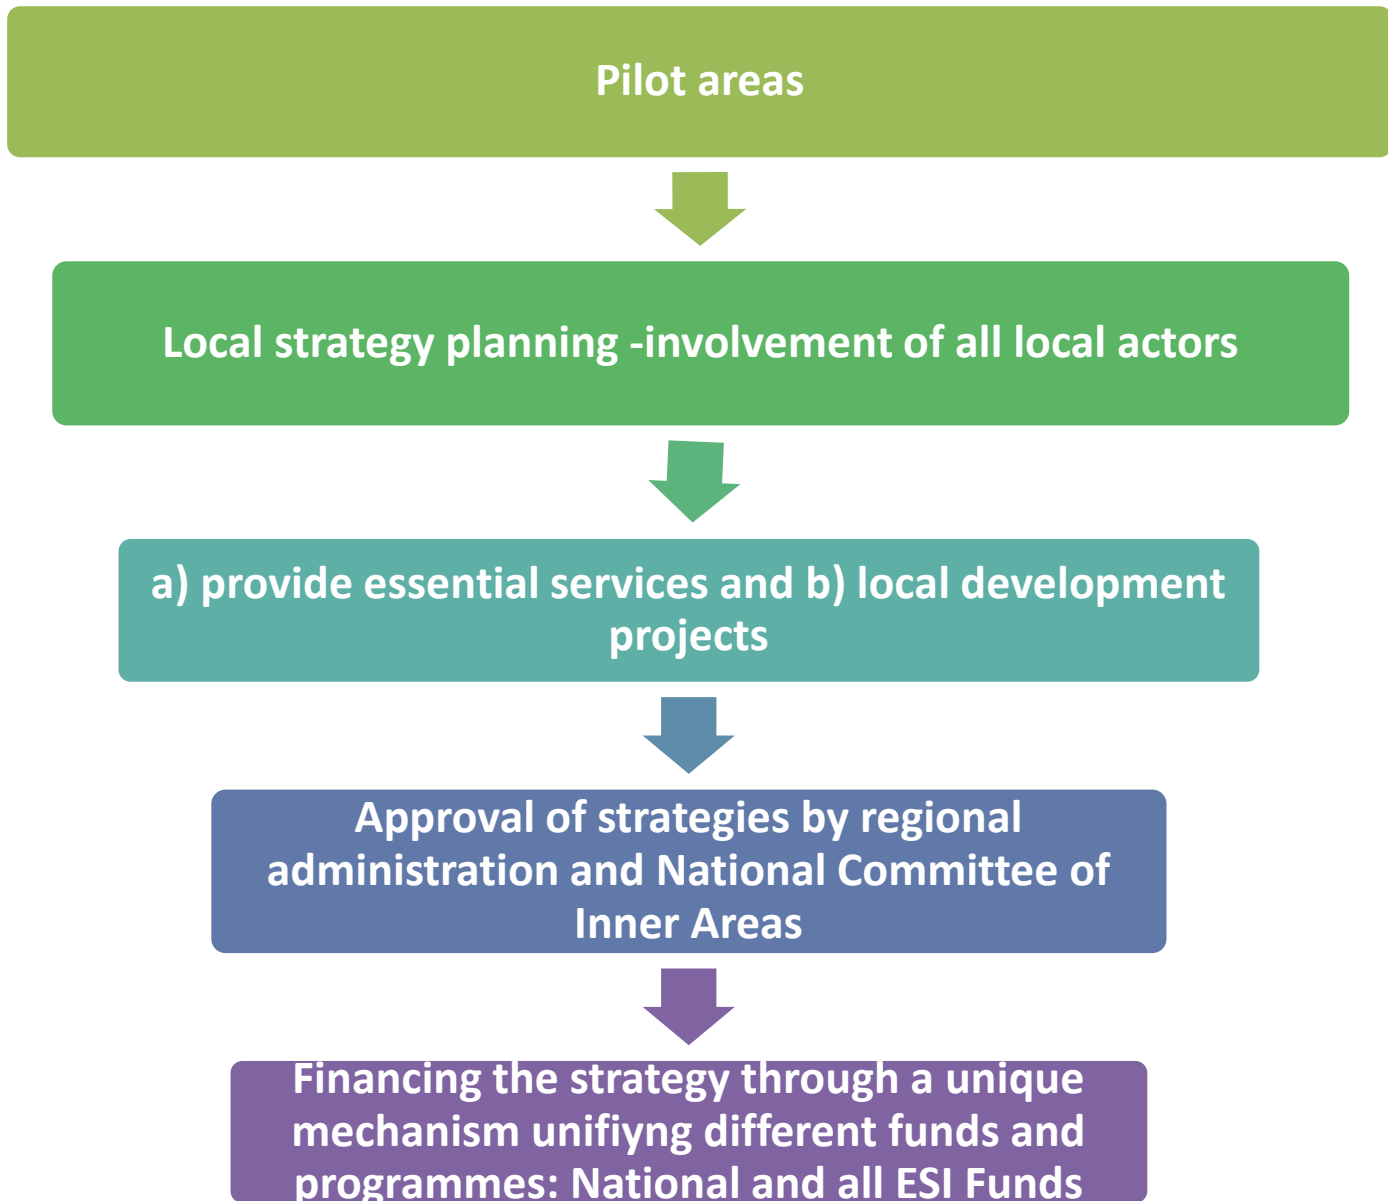 Pilot areas
Local strategy planning -involvement of all local actors
a) provide essential services and b) local development
projects
Approval of strategies by regional
administration and National Committee of
Inner Areas
Financing the strategy through a unique
mechanism unifiyng different funds and
programmes: National and all ESI Funds